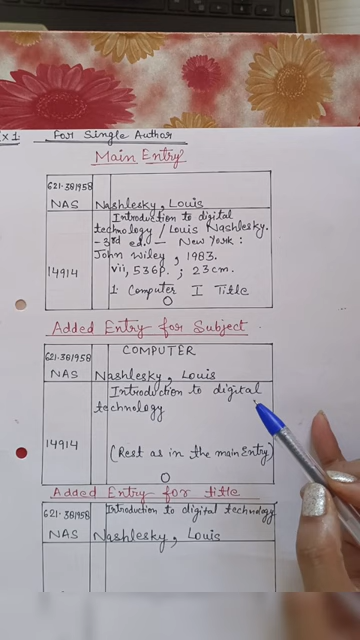 Ex 1 For Single Author
Main Entry
621.381958
NAS Nashlesky, Louis
Introduction to digital
technology / Louis Nashlesky.
- 3rd ed. - New York :
John Wiley, 1983.
14914 vii, 536p. ; 23cm.
1. Computer I Title
Added Entry for Subject
621.381958 COMPUTER
NAS Nashlesky, Louis
Introduction to digital
technology
14914 (Rest as in the main Entry)
Added Entry for title
621.381958 Introduction to digital technology
NAS Nashlesky, Louis